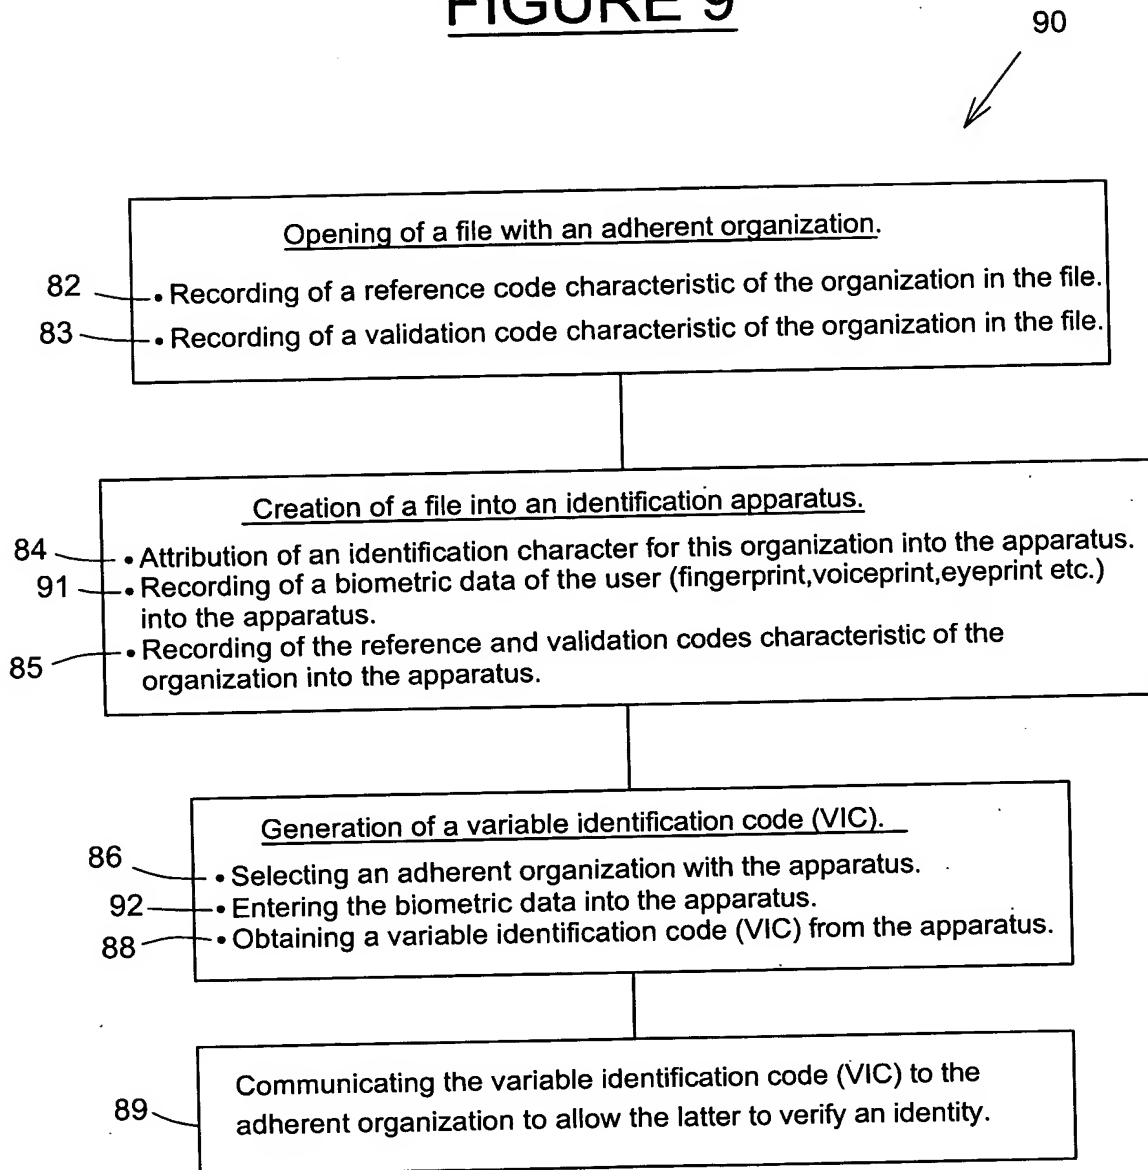 FIGURE 9
90
Opening of a file with an adherent organization.
82 • Recording of a reference code characteristic of the organization in the file.
83 • Recording of a validation code characteristic of the organization in the file.
Creation of a file into an identification apparatus.
84 • Attribution of an identification character for this organization into the apparatus.
91 • Recording of a biometric data of the user (fingerprint,voiceprint,eyeprint etc.)
into the apparatus.
85 • Recording of the reference and validation codes characteristic of the
organization into the apparatus.
Generation of a variable identification code (VIC).
86 • Selecting an adherent organization with the apparatus.
92 • Entering the biometric data into the apparatus.
88 • Obtaining a variable identification code (VIC) from the apparatus.
89 Communicating the variable identification code (VIC) to the
adherent organization to allow the latter to verify an identity.